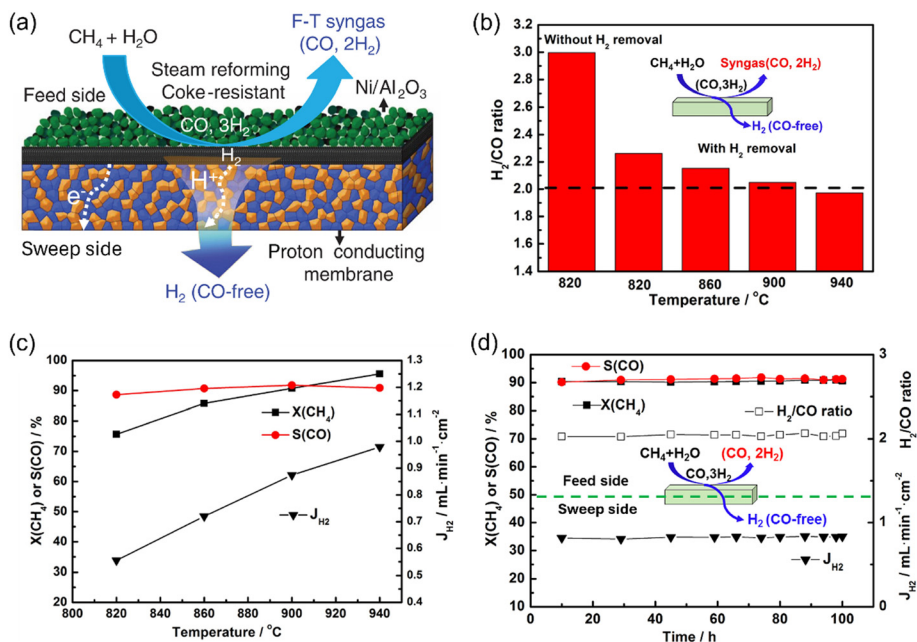 (a)
CH₄ + H₂O
F-T syngas
(CO, 2H₂)
Steam reforming
Coke-resistant
Ni/Al₂O₃
Feed side
CO, 3H₂
H₂
H⁺
e⁻
Sweep side
Proton conducting
membrane
H₂ (CO-free)
(b)
H₂/CO ratio
3.0
2.8
2.6
2.4
2.2
2.0
1.8
1.6
1.4
Without H₂ removal
CH₄+H₂O
Syngas(CO, 2H₂)
(CO,3H₂)
H₂ (CO-free)
With H₂ removal
820 820 860 900 940
Temperature / °C
(c)
X(CH₄) or S(CO) / %
100
90
80
70
60
50
40
30
20
X(CH₄)
S(CO)
J_H2
1.3
1.2
1.1
1.0
0.9
0.8
0.7
0.6
0.5
0.4
J_H2 / mL·min⁻¹·cm⁻²
800 820 840 860 880 900 920 940
Temperature / °C
(d)
X(CH₄) or S(CO) / %
100
90
80
70
60
50
40
30
20
10
S(CO)
X(CH₄)
H₂/CO ratio
CH₄+H₂O
(CO, 2H₂)
CO,3H₂
Feed side
Sweep side
H₂ (CO-free)
J_H2
3
2
1
0
H₂/CO ratio
J_H2 / mL·min⁻¹·cm⁻²
0 20 40 60 80 100
Time / h